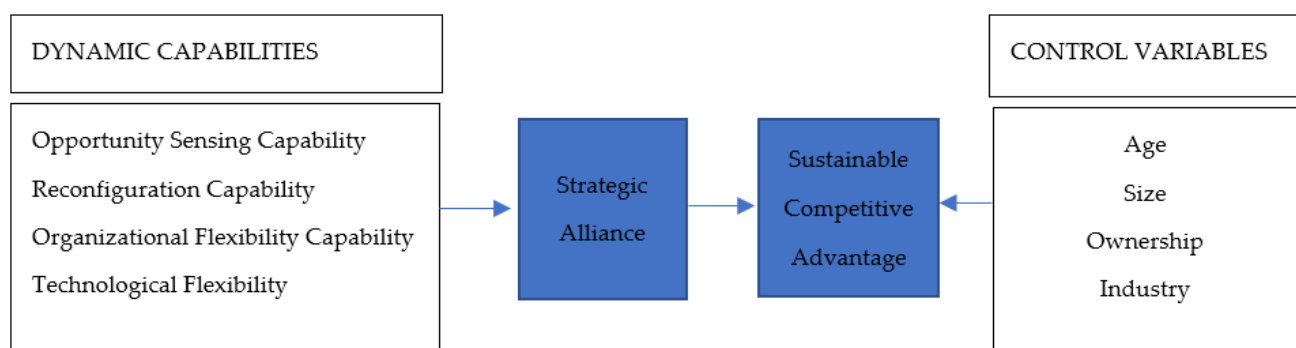 DYNAMIC CAPABILITIES
Opportunity Sensing Capability
Reconfiguration Capability
Organizational Flexibility Capability
Technological Flexibility
Strategic
Alliance
Sustainable
Competitive
Advantage
CONTROL VARIABLES
Age
Size
Ownership
Industry